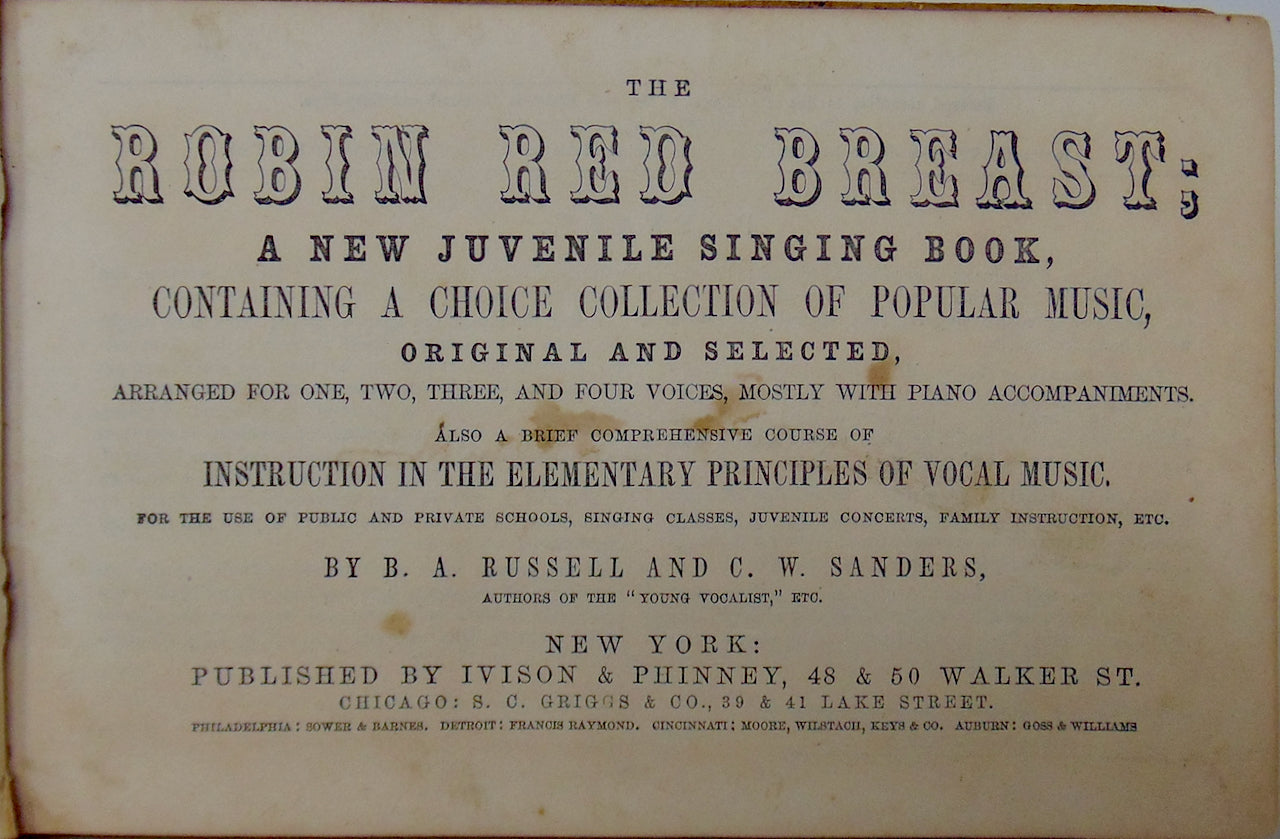 THE
ROBIN RED BREAST;
A NEW JUVENILE SINGING BOOK,
CONTAINING A CHOICE COLLECTION OF POPULAR MUSIC,
ORIGINAL AND SELECTED,
ARRANGED FOR ONE, TWO, THREE, AND FOUR VOICES, MOSTLY WITH PIANO ACCOMPANIMENTS.
ALSO A BRIEF COMPREHENSIVE COURSE OF
INSTRUCTION IN THE ELEMENTARY PRINCIPLES OF VOCAL MUSIC.
FOR THE USE OF PUBLIC AND PRIVATE SCHOOLS, SINGING CLASSES, JUVENILE CONCERTS, FAMILY INSTRUCTION, ETC.
BY B. A. RUSSELL AND C. W. SANDERS,
AUTHORS OF THE "YOUNG VOCALIST," ETC.
NEW YORK:
PUBLISHED BY IVISON & PHINNEY, 48 & 50 WALKER ST.
CHICAGO: S. C. GRIGGS & CO., 39 & 41 LAKE STREET.
PHILADELPHIA: SOWER & BARNES. DETROIT: FRANCIS RAYMOND. CINCINNATI: MOORE, WILSTACH, KEYS & CO. AUBURN: GOSS & WILLIAMS